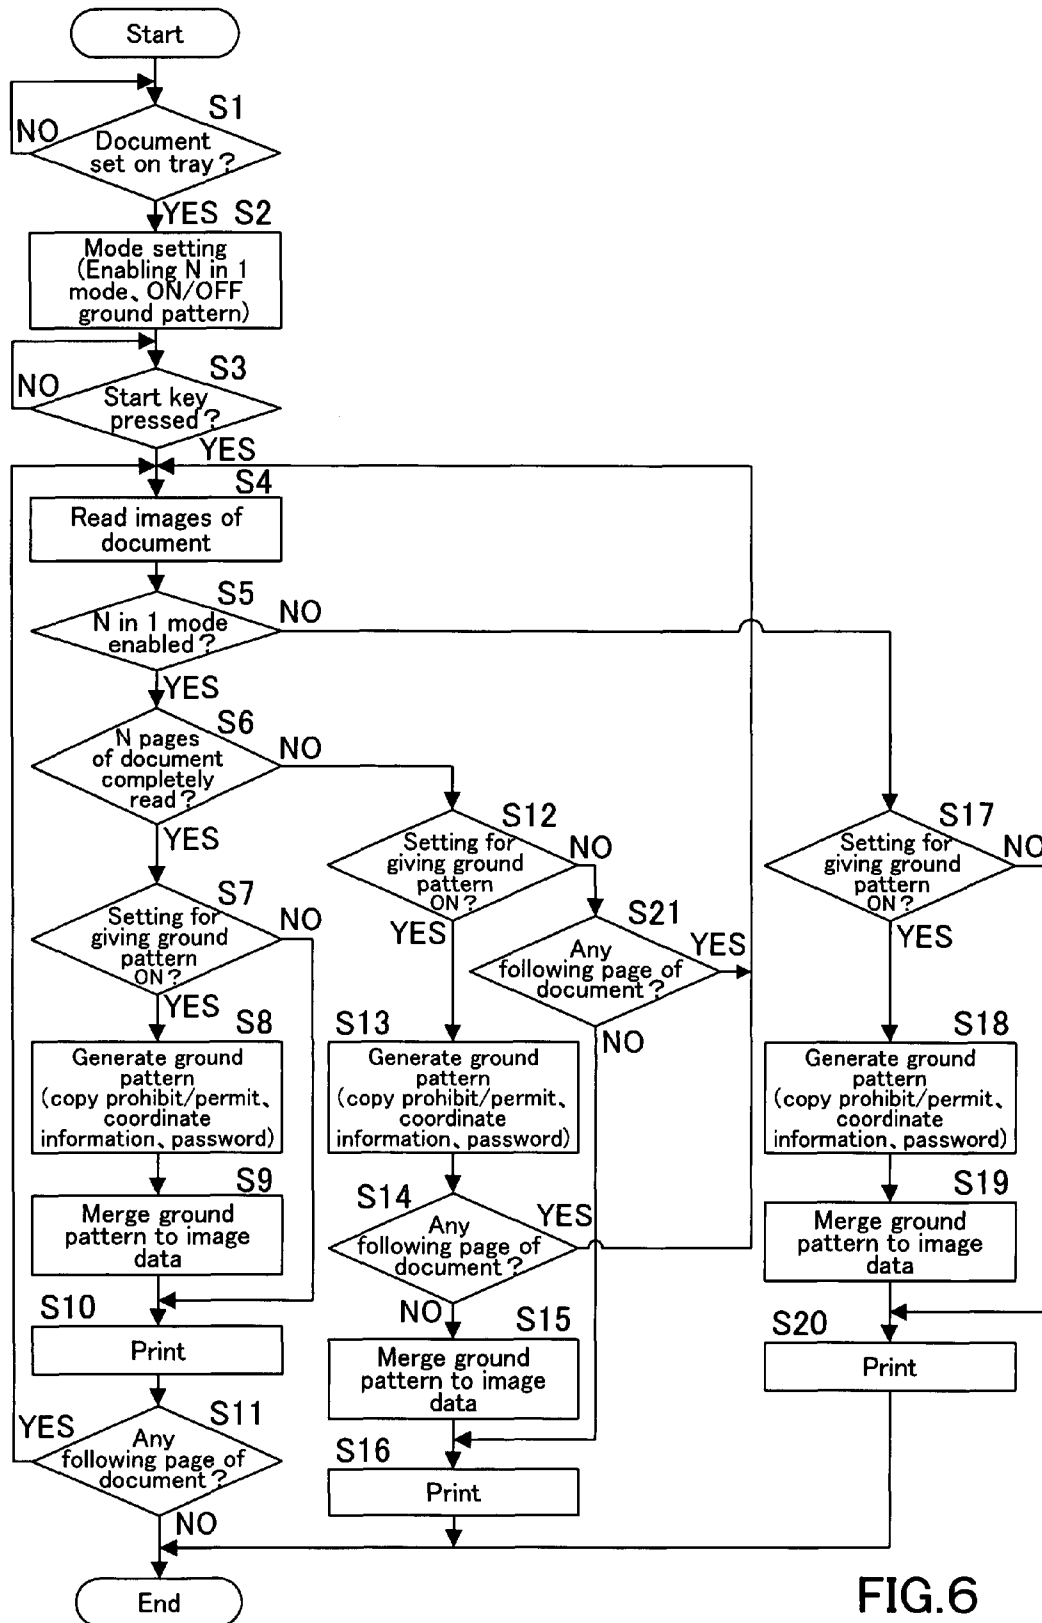 Start
S1
NO
Document
set on tray?
YES
S2
Mode setting
(Enabling N in 1
mode、ON/OFF
ground pattern)
S3
NO
Start key
pressed?
YES
S4
Read images of
document
S5
NO
N in 1 mode
enabled?
YES
S6
NO
N pages
of document
completely
read?
YES
S7
NO
Setting for
giving ground
pattern
ON?
YES
S8
Generate ground
pattern
(copy prohibit/permit、
coordinate
information、password)
S9
Merge ground
pattern to image
data
S10
Print
S11
YES
Any
following page of
document?
NO
End
S12
NO
Setting for
giving ground
pattern
ON?
YES
S21
YES
Any
following page of
document?
NO
S13
Generate ground
pattern
(copy prohibit/permit、
coordinate
information、password)
S14
YES
Any
following page of
document?
NO
S15
Merge ground
pattern to image
data
S16
Print
S17
NO
Setting for
giving ground
pattern
ON?
YES
S18
Generate ground
pattern
(copy prohibit/permit、
coordinate
information、password)
S19
Merge ground
pattern to image
data
S20
Print
FIG.6